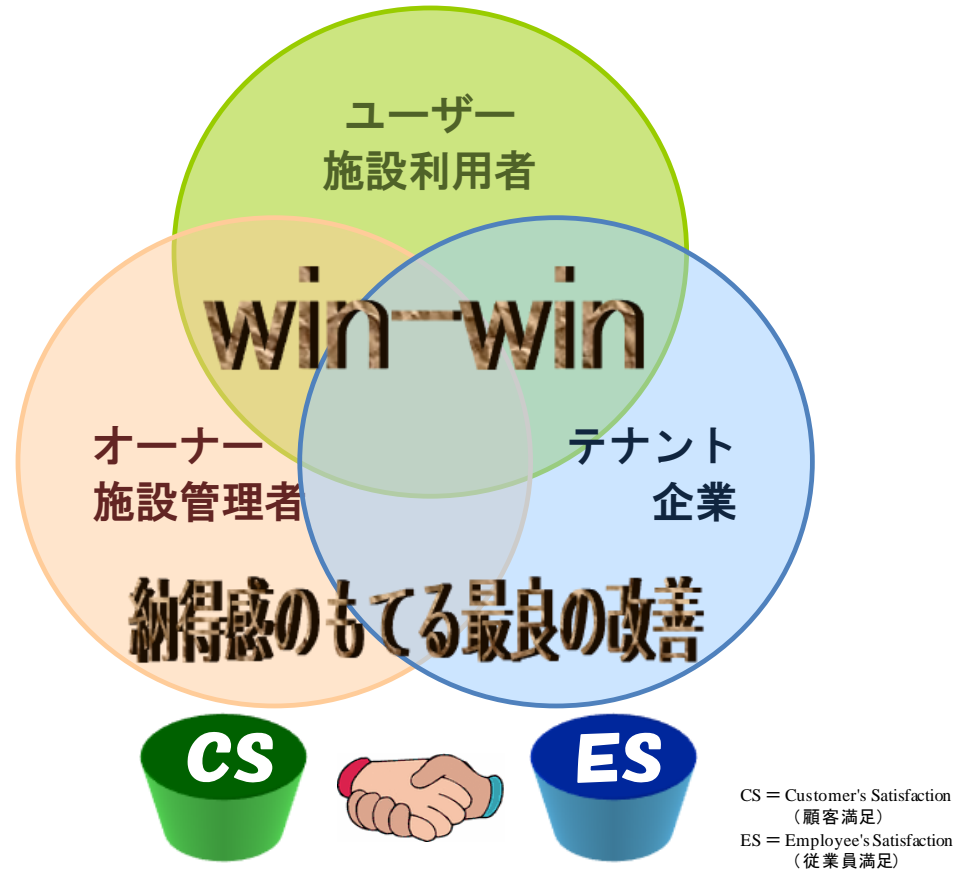 ユーザー
施設利用者
win-win
オーナー
施設管理者
テナント
企業
納得感のもてる最良の改善
CS
ES
CS＝Customer's Satisfaction
（顧客満足）
ES＝Employee's Satisfaction
（従業員満足）